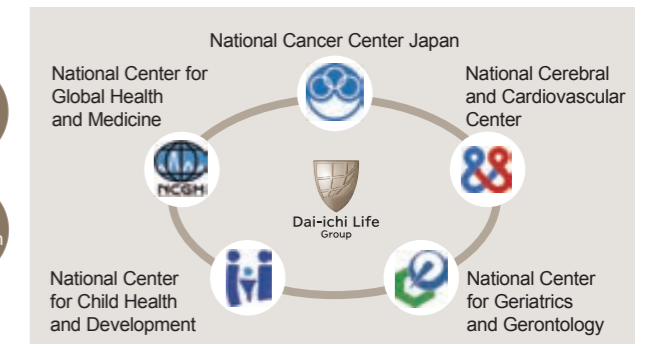 National Cancer Center Japan
National Center for
Global Health
and Medicine
National Cerebral
and Cardiovascular
Center
NCGM
Dai-ichi Life
Group
National Center
for Child Health
and Development
National Center
for Geriatrics
and Gerontology